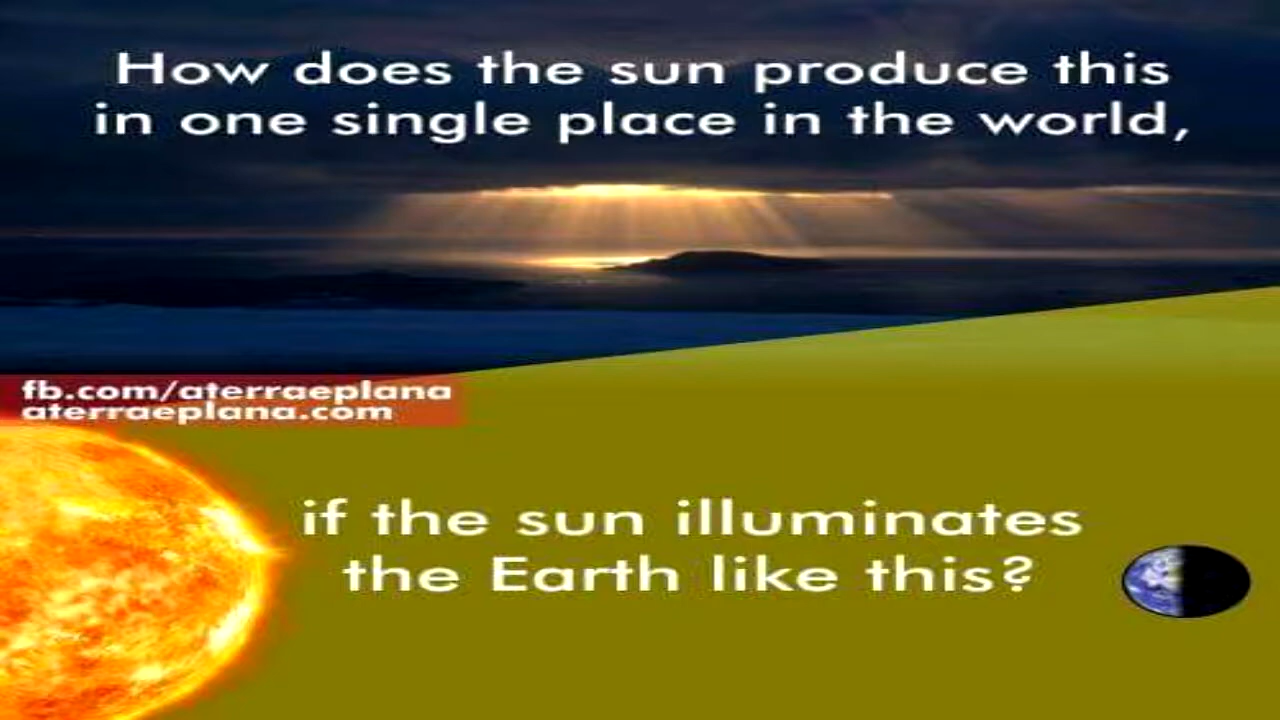 How does the sun produce this
in one single place in the world,
fb.com/aterraeplana
aterraeplana.com
if the sun illuminates
the Earth like this?